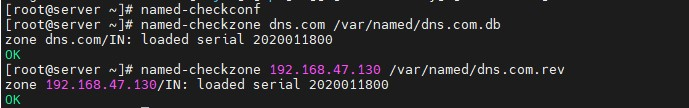 [root@server ~]# named-checkconf
[root@server ~]# named-checkzone dns.com /var/named/dns.com.db
zone dns.com/IN: loaded serial 2020011800
OK
[root@server ~]# named-checkzone 192.168.47.130 /var/named/dns.com.rev
zone 192.168.47.130/IN: loaded serial 2020011800
OK